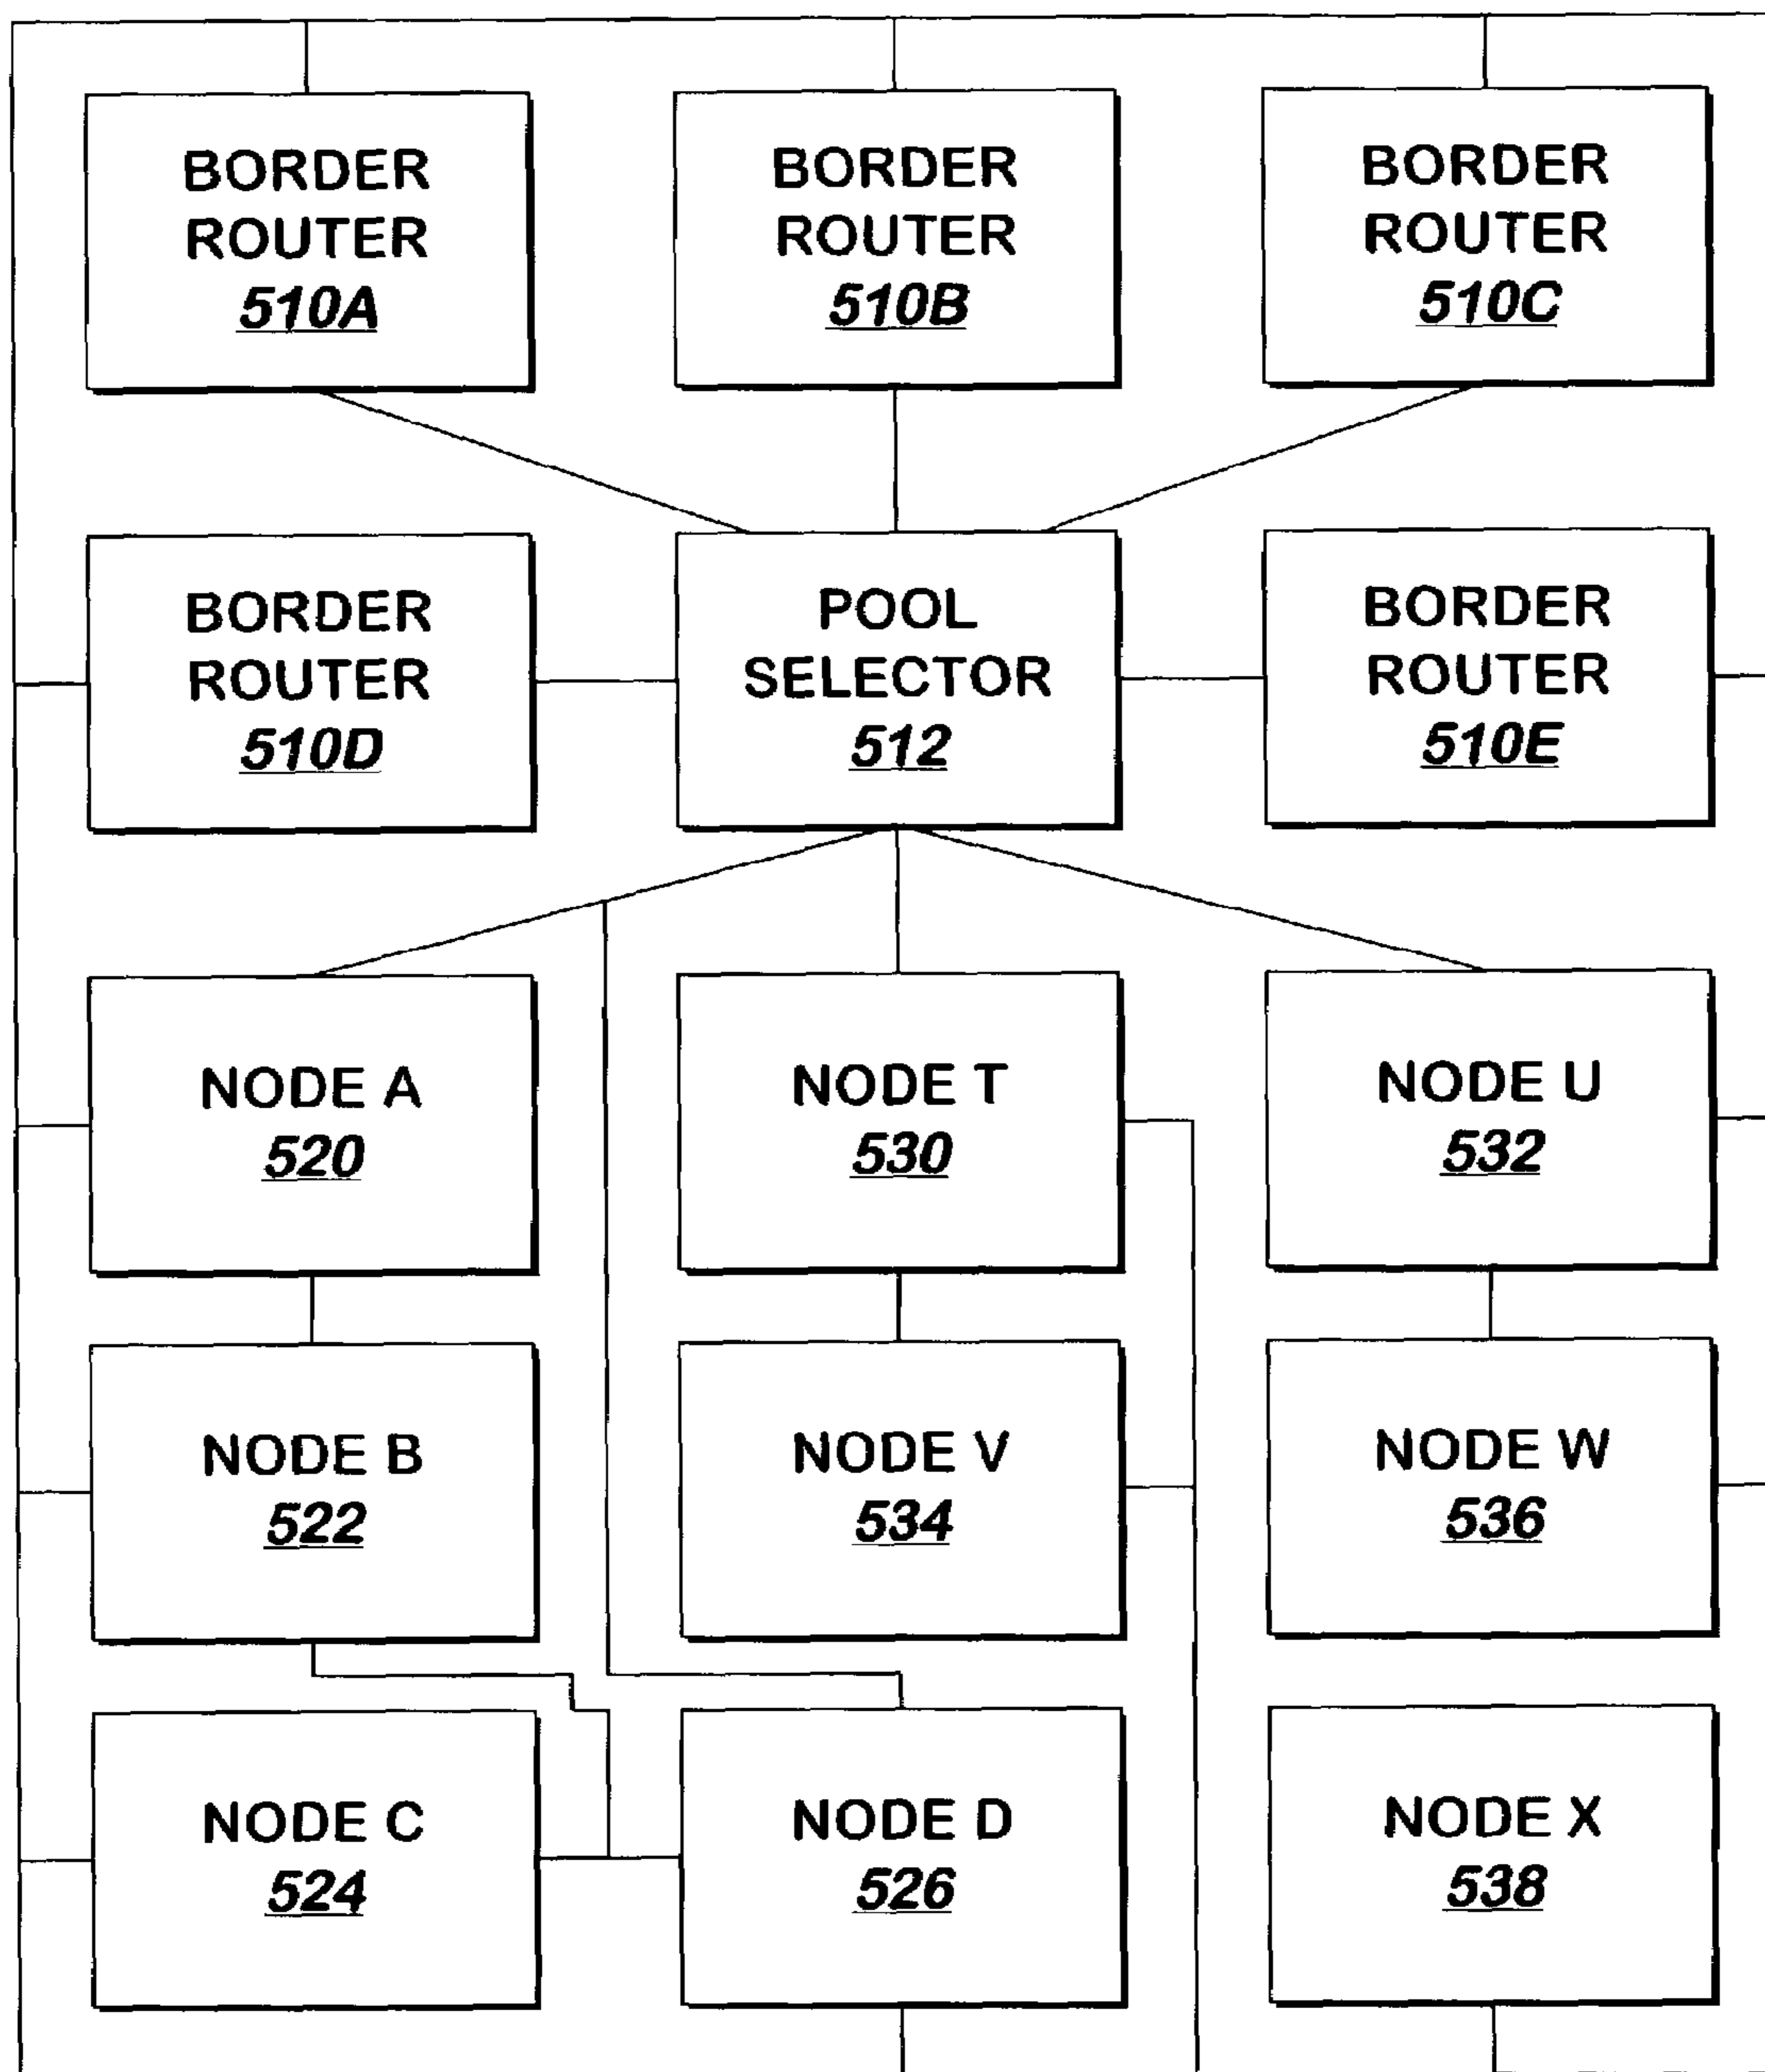 BORDER
ROUTER
510A
BORDER
ROUTER
510B
BORDER
ROUTER
510C
BORDER
ROUTER
510D
POOL
SELECTOR
512
BORDER
ROUTER
510E
NODE A
520
NODE T
530
NODE U
532
NODE B
522
NODE V
534
NODE W
536
NODE C
524
NODE D
526
NODE X
538